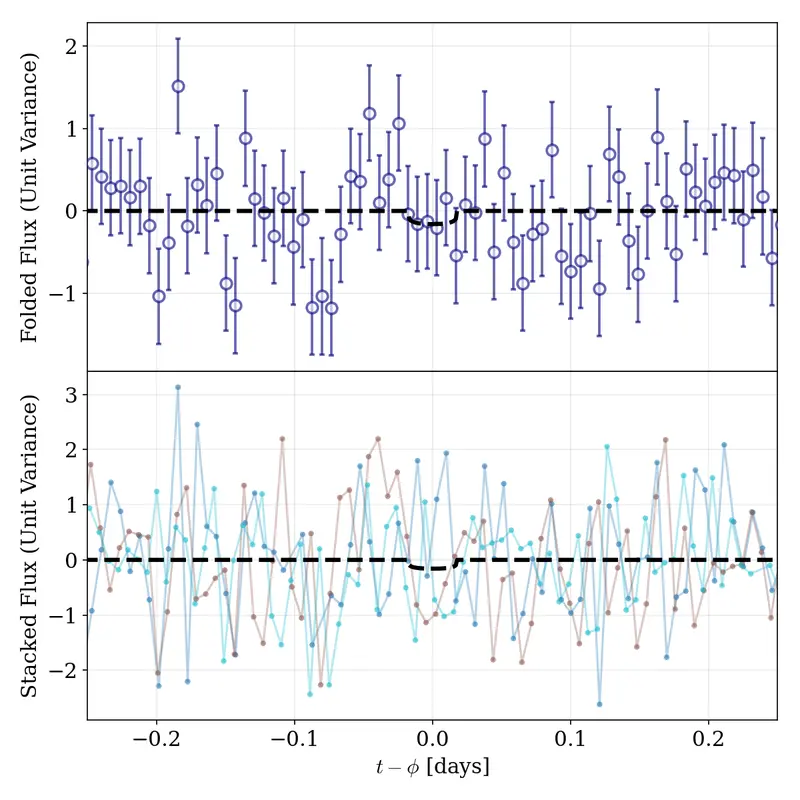 2
1
0
−1
Folded Flux (Unit Variance)
3
2
1
0
−1
−2
Stacked Flux (Unit Variance)
−0.2 −0.1 0.0 0.1 0.2
t − ϕ [days]